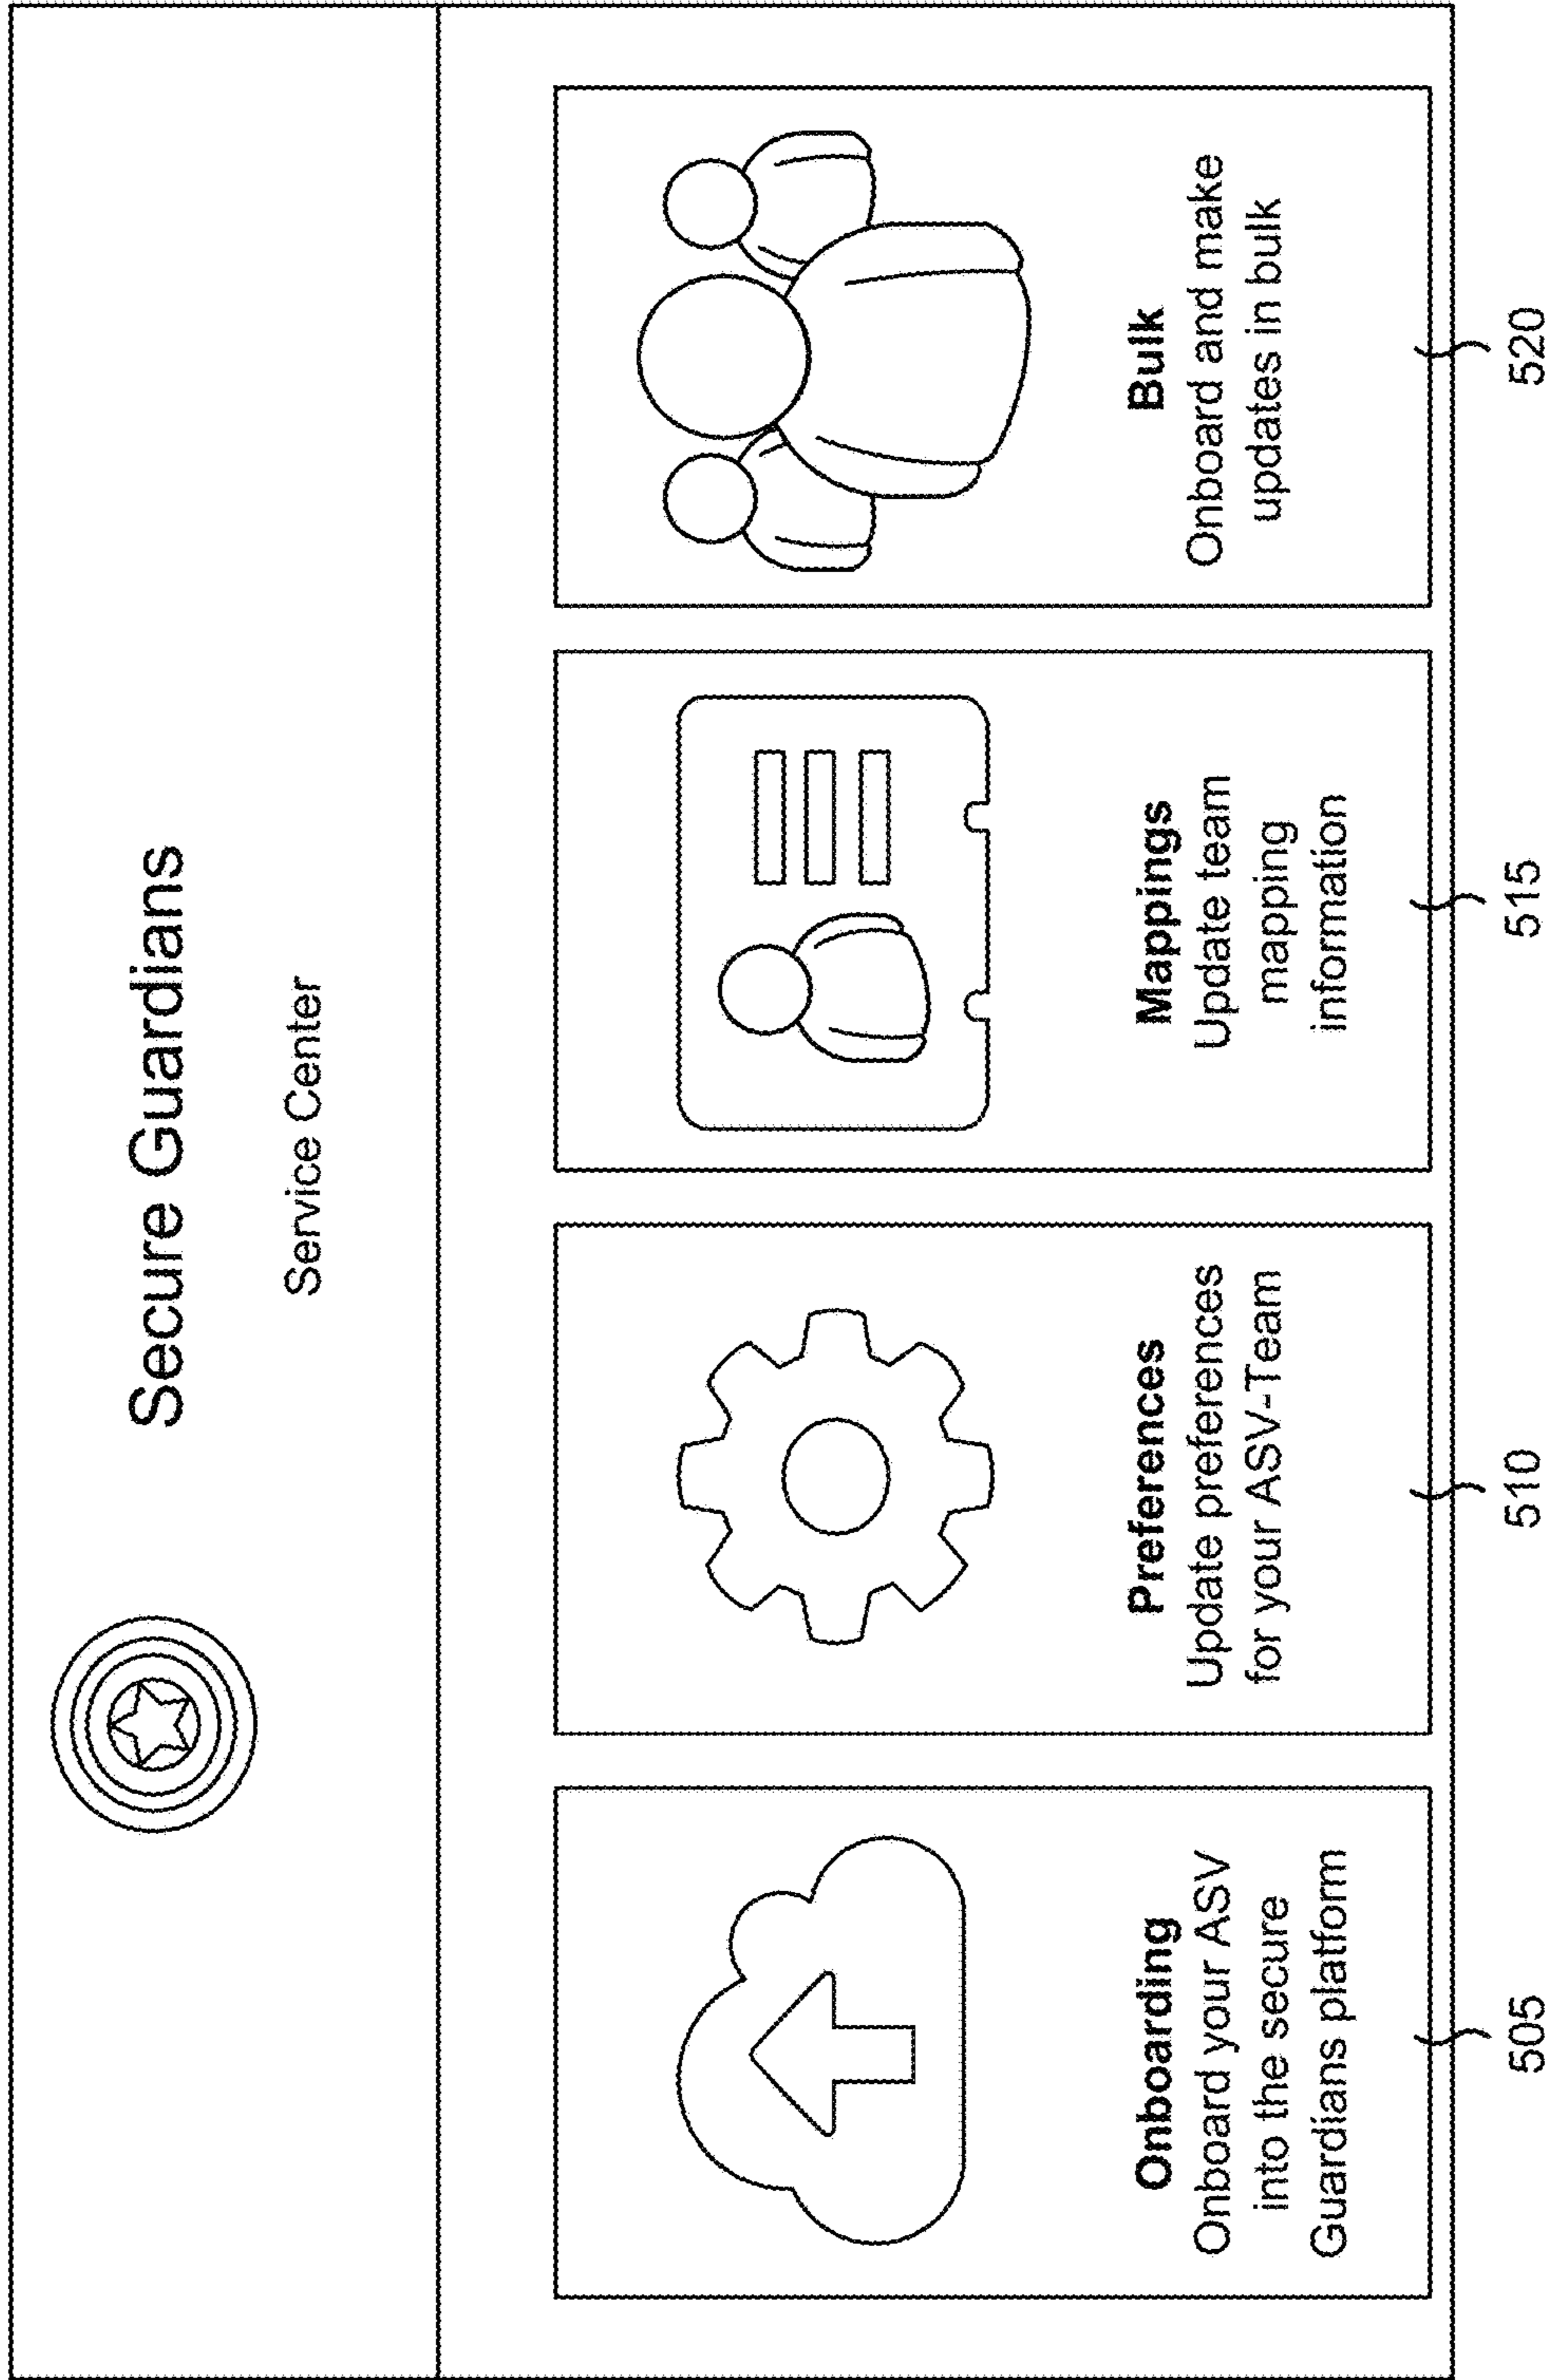 Secure Guardians
Service Center
Onboarding
Onboard your ASV
into the secure
Guardians platform
505
Preferences
Update preferences
for your ASV-Team
510
Mappings
Update team
mapping
information
515
Bulk
Onboard and make
updates in bulk
520